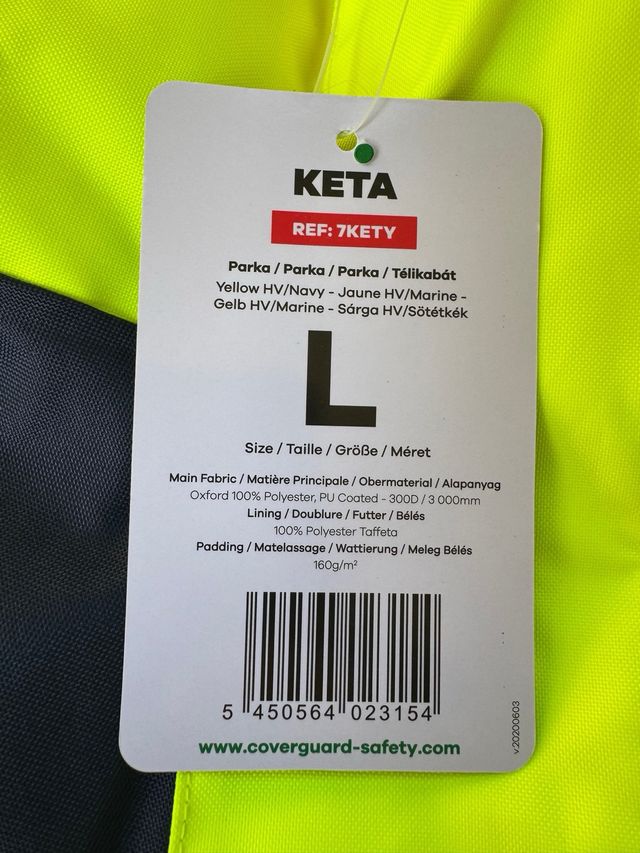 KETA
REF: 7KETY
Parka / Parka / Parka / Télikabát
Yellow HV/Navy - Jaune HV/Marine -
Gelb HV/Marine - Sárga HV/Sötétkék
L
Size / Taille / Größe / Méret
Main Fabric / Matière Principale / Obermaterial / Alapanyag
Oxford 100% Polyester, PU Coated - 300D / 3 000mm
Lining / Doublure / Futter / Bélés
100% Polyester Taffeta
Padding / Matelassage / Wattierung / Meleg Bélés
160g/m²
5 450564 023154
www.coverguard-safety.com
v20200603